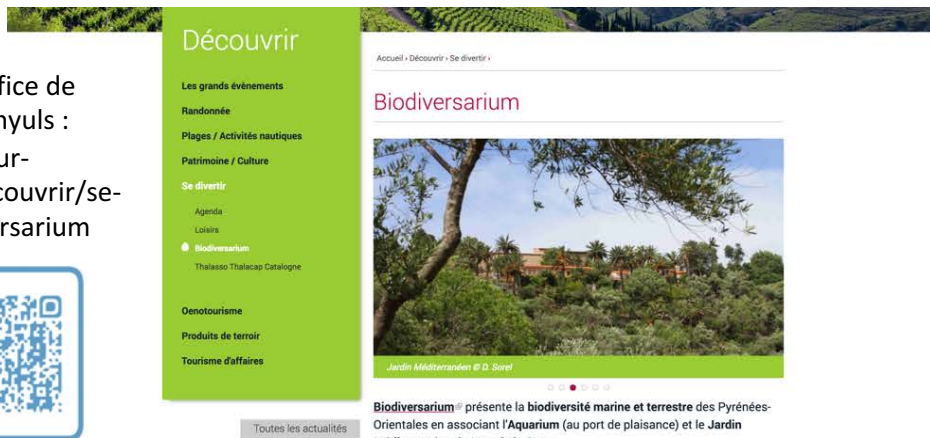 fice de
nyuls :
ur-
couvrir/se-
ersarium
Découvrir
Les grands évènements
Randonnée
Plages / Activités nautiques
Patrimoine / Culture
Se divertir
Agenda
Loisirs
Biodiversarium
Thalasso Thalacap Catalogne
Oenotourisme
Produits de terroir
Tourisme d'affaires
Toutes les actualités
Accueil › Découvrir › Se divertir ›
Biodiversarium
Jardin Méditerranéen © D. Sorel
Biodiversarium présente la biodiversité marine et terrestre des Pyrénées-
Orientales en associant l'Aquarium (au port de plaisance) et le Jardin